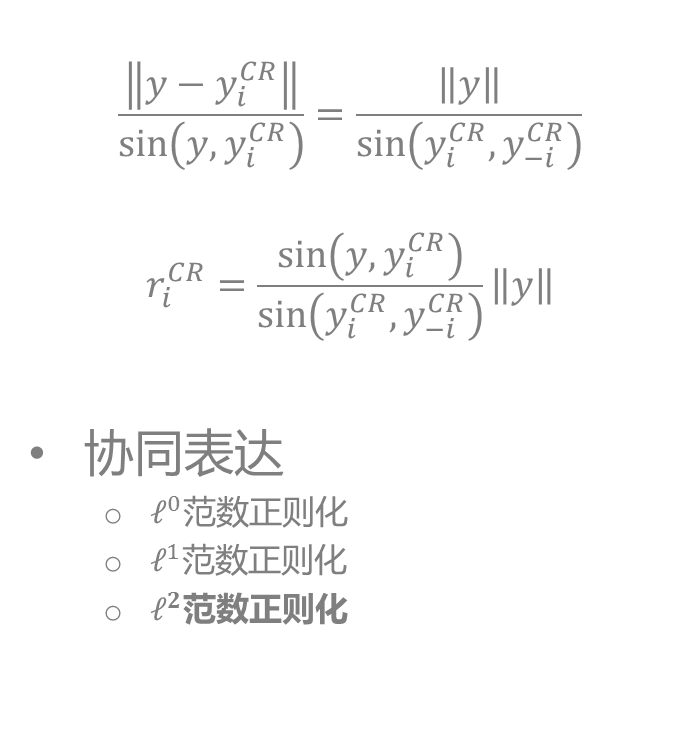 ‖y − y_i^{CR}‖ / sin(y, y_i^{CR}) = ‖y‖ / sin(y_i^{CR}, y_{−i}^{CR})
r_i^{CR} = sin(y, y_i^{CR}) / sin(y_i^{CR}, y_{−i}^{CR}) ‖y‖
• 协同表达
○ ℓ⁰范数正则化
○ ℓ¹范数正则化
○ ℓ²范数正则化